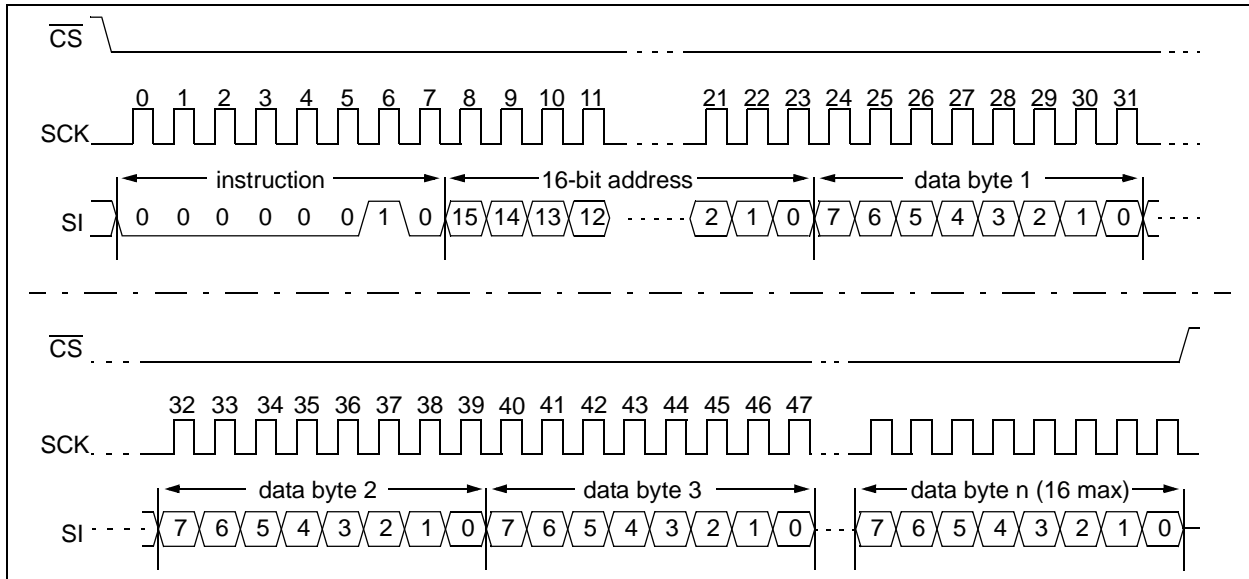 CS
0 1 2 3 4 5 6 7 8 9 10 11 21 22 23 24 25 26 27 28 29 30 31
SCK
instruction 16-bit address data byte 1
SI 0 0 0 0 0 0 1 0 15 14 13 12 2 1 0 7 6 5 4 3 2 1 0
CS
32 33 34 35 36 37 38 39 40 41 42 43 44 45 46 47
SCK
data byte 2 data byte 3 data byte n (16 max)
SI 7 6 5 4 3 2 1 0 7 6 5 4 3 2 1 0 7 6 5 4 3 2 1 0